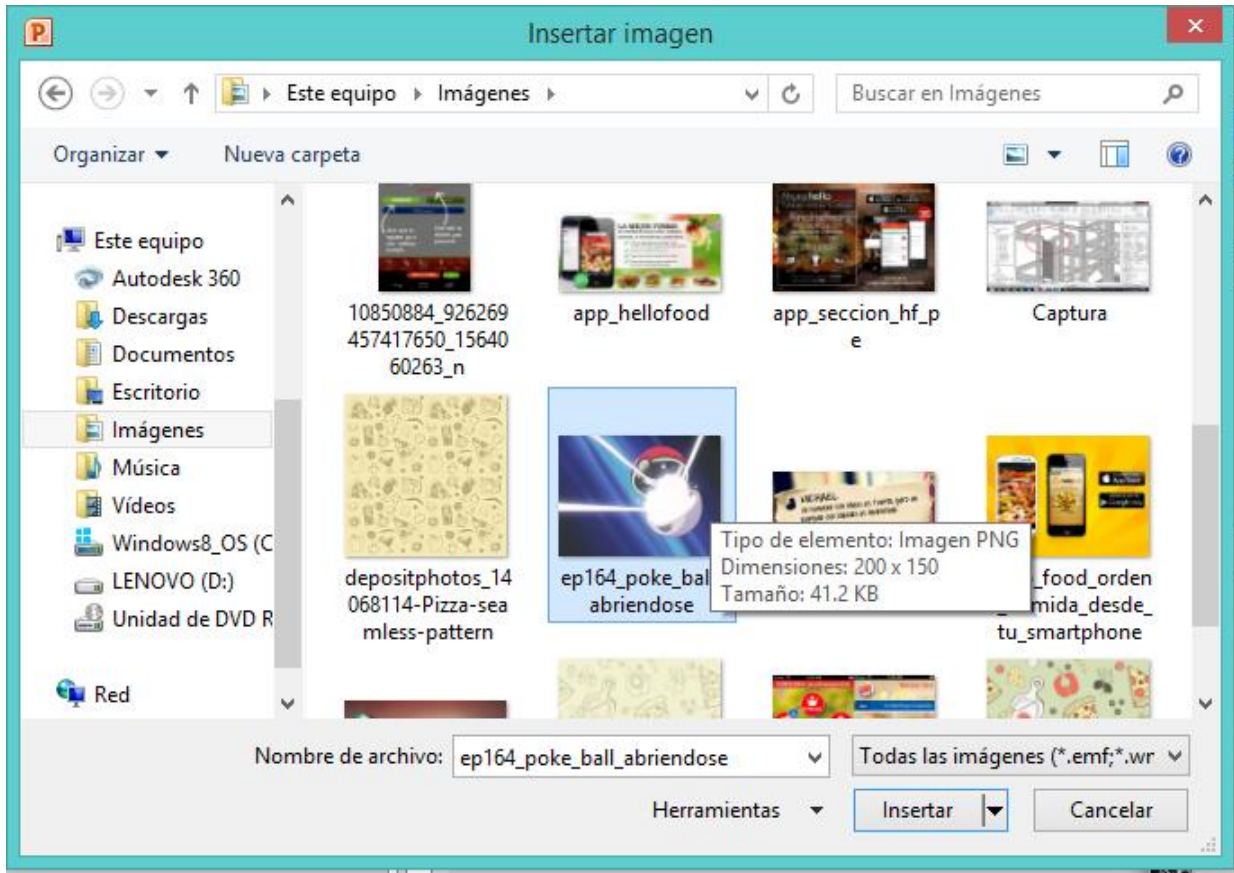 Insertar imagen
Este equipo Imágenes
Buscar en Imágenes
Organizar
Nueva carpeta
Este equipo
Autodesk 360
Descargas
Documentos
Escritorio
Imágenes
Música
Vídeos
Windows8_OS (C
LENOVO (D:)
Unidad de DVD R
Red
10850884_926269
457417650_15640
60263_n
app_hellofood
app_seccion_hf_p
e
Captura
depositphotos_14
068114-Pizza-sea
mless-pattern
ep164_poke_bal
abriendose
MICHAEL
Tipo de elemento: Imagen PNG
Dimensiones: 200 x 150
Tamaño: 41.2 KB
_food_orden
mida_desde_
tu_smartphone
Nombre de archivo: ep164_poke_ball_abriendose
Todas las imágenes (*.emf;*.wr
Herramientas
Insertar
Cancelar